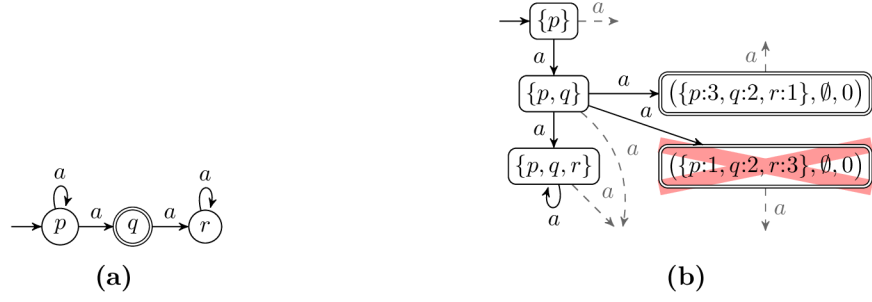 {p}
a
a
{p, q}
a
({p:3, q:2, r:1}, ∅, 0)
a
a
a
{p, q, r}
a
({p:1, q:2, r:3}, ∅, 0)
a
a
a
a
a
a
p
q
r
(a)
(b)